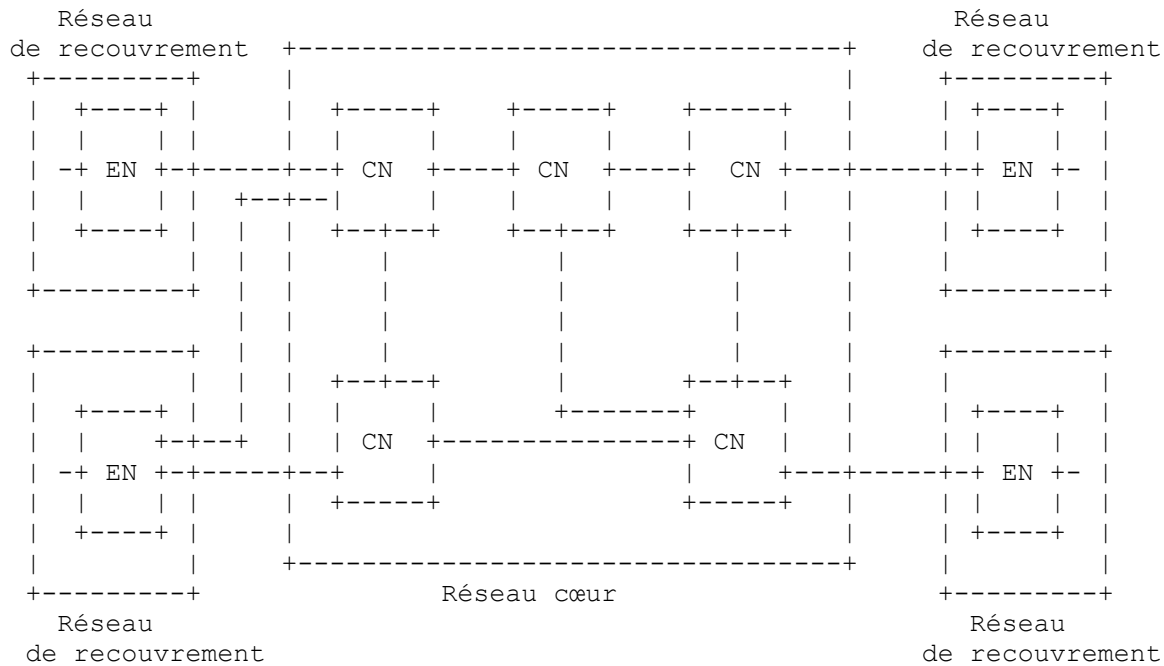 Réseau Réseau
de recouvrement de recouvrement
CN CN CN
EN EN
CN CN
EN EN
Réseau cœur
Réseau Réseau
de recouvrement de recouvrement